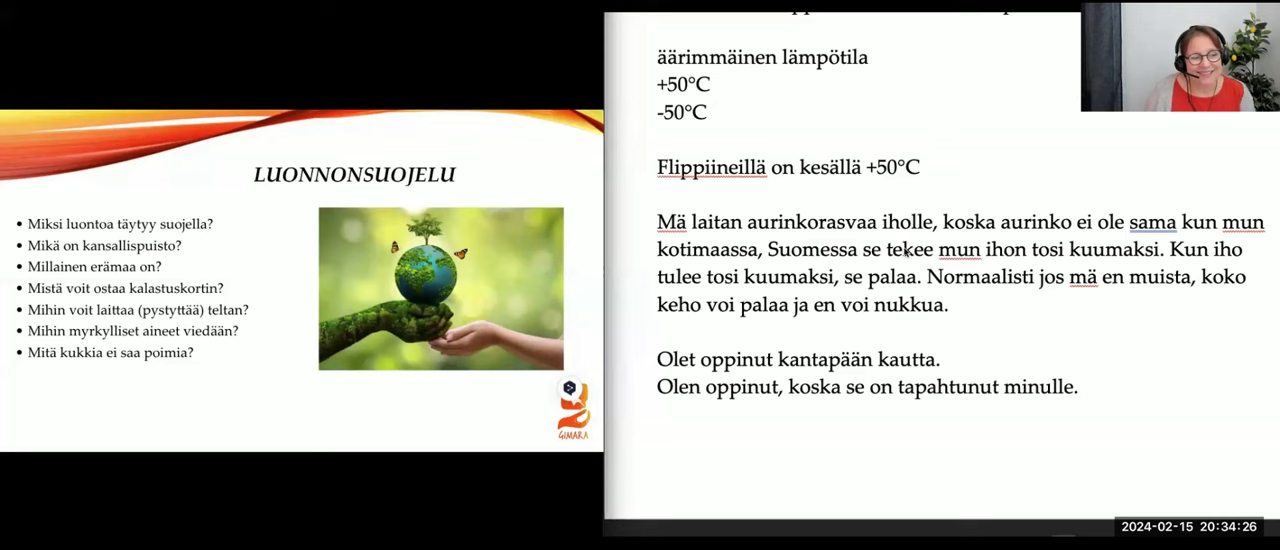 LUONNONSUOJELU
• Miksi luontoa täytyy suojella?
• Mikä on kansallispuisto?
• Millainen erämaa on?
• Mistä voit ostaa kalastuskortin?
• Mihin voit laittaa (pystyttää) teltan?
• Mihin myrkylliset aineet viedään?
• Mitä kukkia ei saa poimia?
GIMARA
äärimmäinen lämpötila
+50°C
-50°C
Flippiineillä on kesällä +50°C
Mä laitan aurinkorasvaa iholle, koska aurinko ei ole sama kun mun
kotimaassa, Suomessa se tekee mun ihon tosi kuumaksi. Kun iho
tulee tosi kuumaksi, se palaa. Normaalisti jos mä en muista, koko
keho voi palaa ja en voi nukkua.
Olet oppinut kantapään kautta.
Olen oppinut, koska se on tapahtunut minulle.
2024-02-15 20:34:26